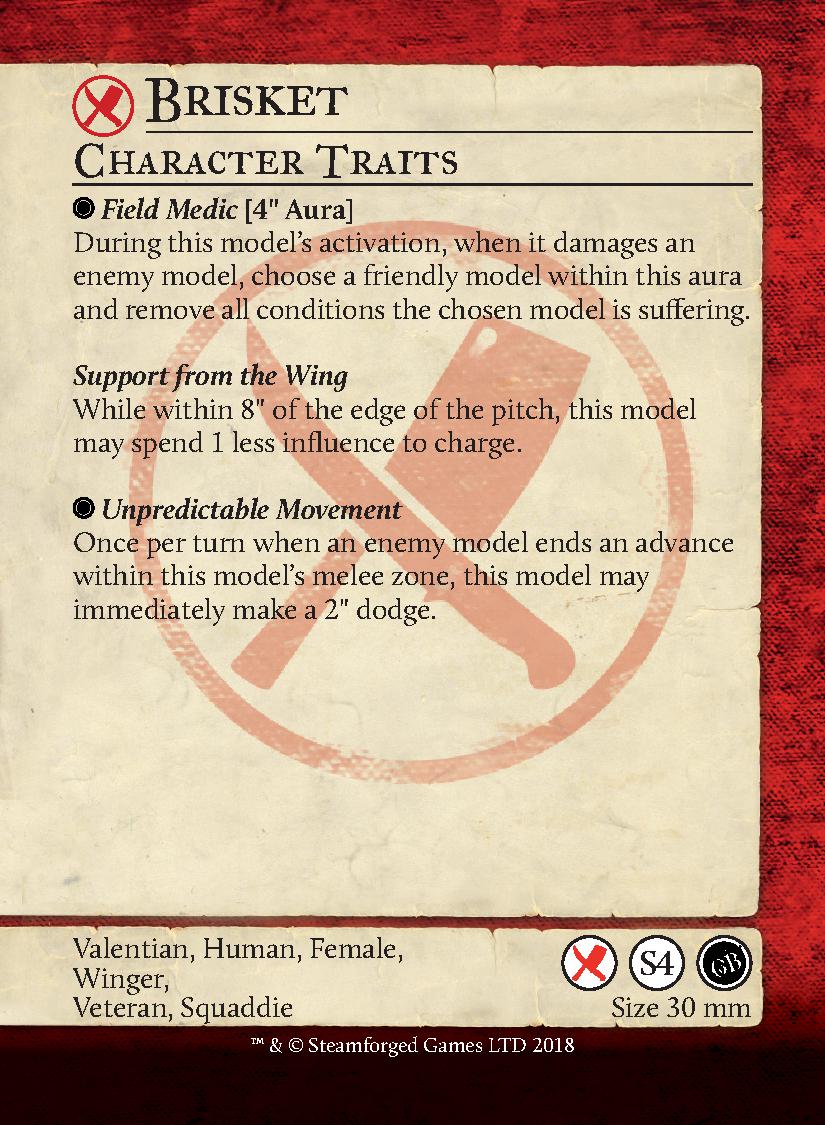 Brisket
Character Traits
Field Medic [4" Aura]
During this model's activation, when it damages an
enemy model, choose a friendly model within this aura
and remove all conditions the chosen model is suffering.
Support from the Wing
While within 8" of the edge of the pitch, this model
may spend 1 less influence to charge.
Unpredictable Movement
Once per turn when an enemy model ends an advance
within this model's melee zone, this model may
immediately make a 2" dodge.
Valentian, Human, Female,
Winger,
Veteran, Squaddie
S4
GB
Size 30 mm
™ & © Steamforged Games LTD 2018